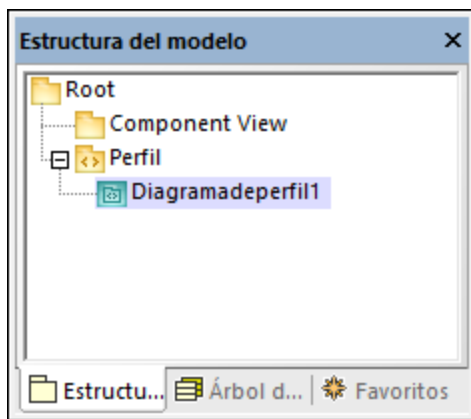 Estructura del modelo
Root
Component View
Perfil
Diagramadeperfil1
Estructu... Árbol d... Favoritos